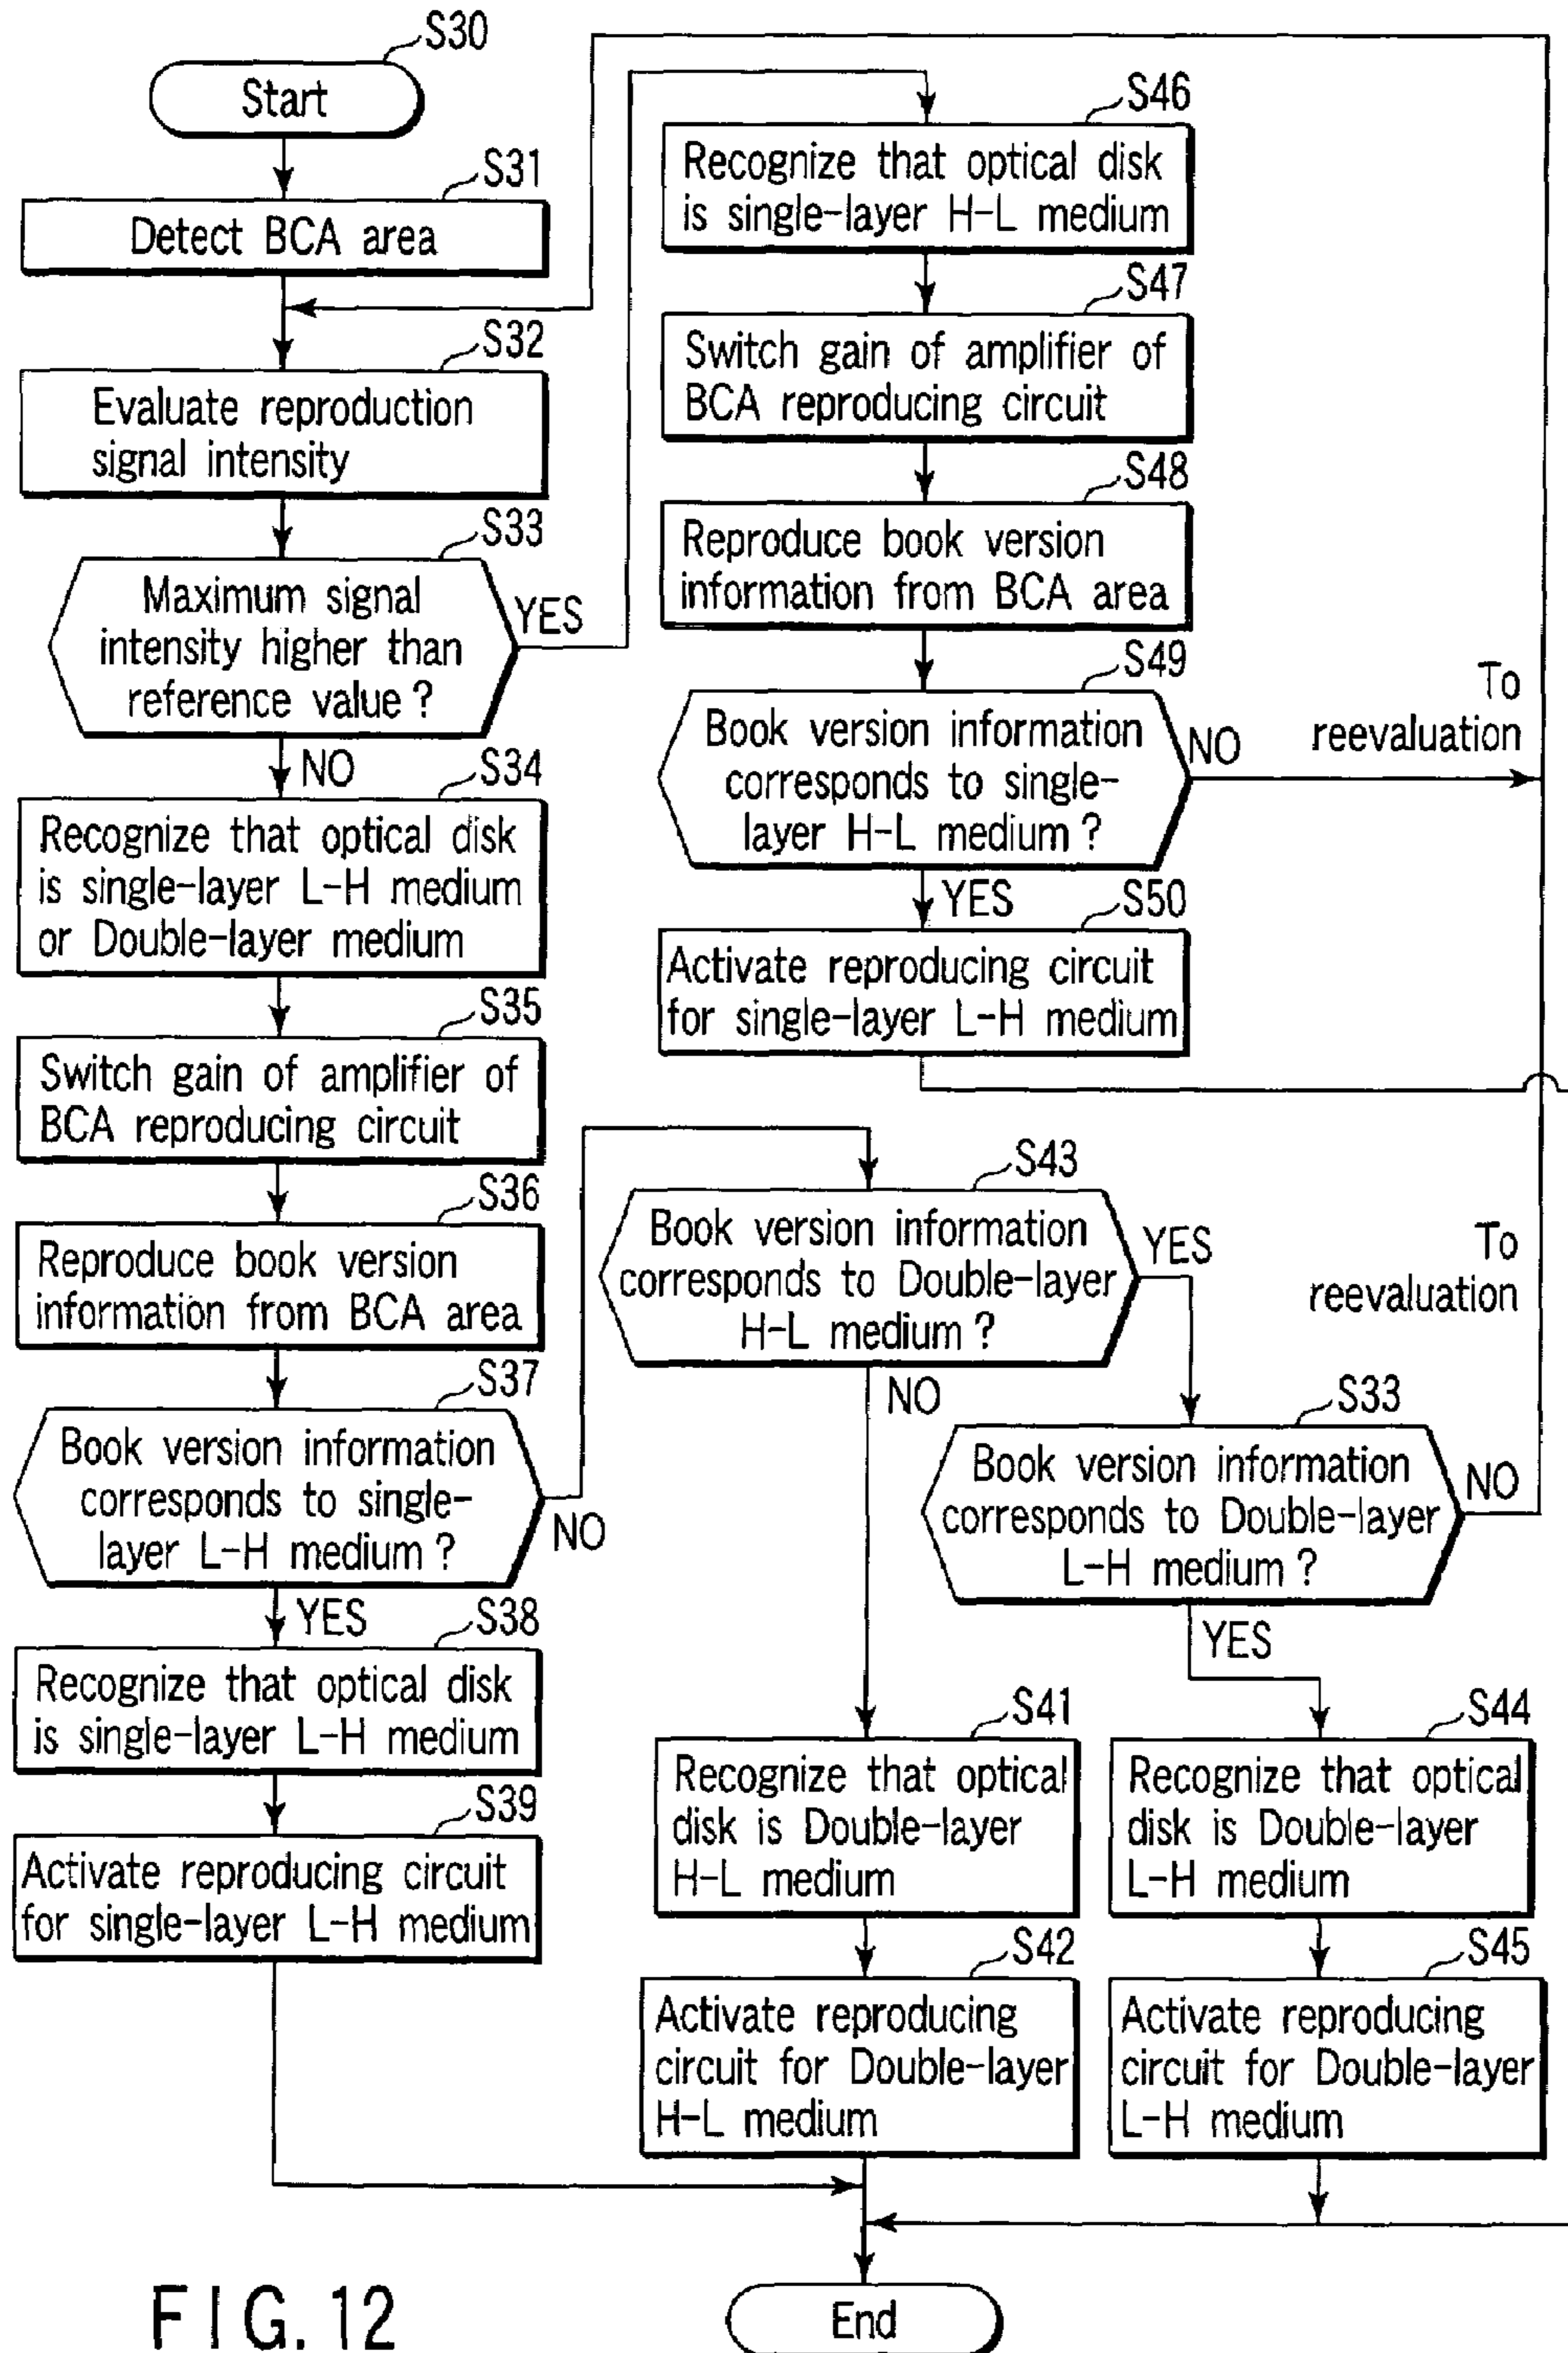 S30
Start
S31
Detect BCA area
S32
Evaluate reproduction
signal intensity
S33
Maximum signal
intensity higher than
reference value ?
YES
NO
S34
Recognize that optical disk
is single-layer L-H medium
or Double-layer medium
S35
Switch gain of amplifier of
BCA reproducing circuit
S36
Reproduce book version
information from BCA area
S37
Book version information
corresponds to single-
layer L-H medium ?
NO
YES
S38
Recognize that optical disk
is single-layer L-H medium
S39
Activate reproducing circuit
for single-layer L-H medium
S46
Recognize that optical disk
is single-layer H-L medium
S47
Switch gain of amplifier of
BCA reproducing circuit
S48
Reproduce book version
information from BCA area
S49
Book version information
corresponds to single-
layer H-L medium ?
NO
To
reevaluation
YES
S50
Activate reproducing circuit
for single-layer L-H medium
S43
Book version information
corresponds to Double-layer
H-L medium ?
YES
To
reevaluation
NO
S33
Book version information
corresponds to Double-layer
L-H medium ?
NO
YES
S41
Recognize that optical
disk is Double-layer
H-L medium
S42
Activate reproducing
circuit for Double-layer
H-L medium
S44
Recognize that optical
disk is Double-layer
L-H medium
S45
Activate reproducing
circuit for Double-layer
L-H medium
End
FIG. 12